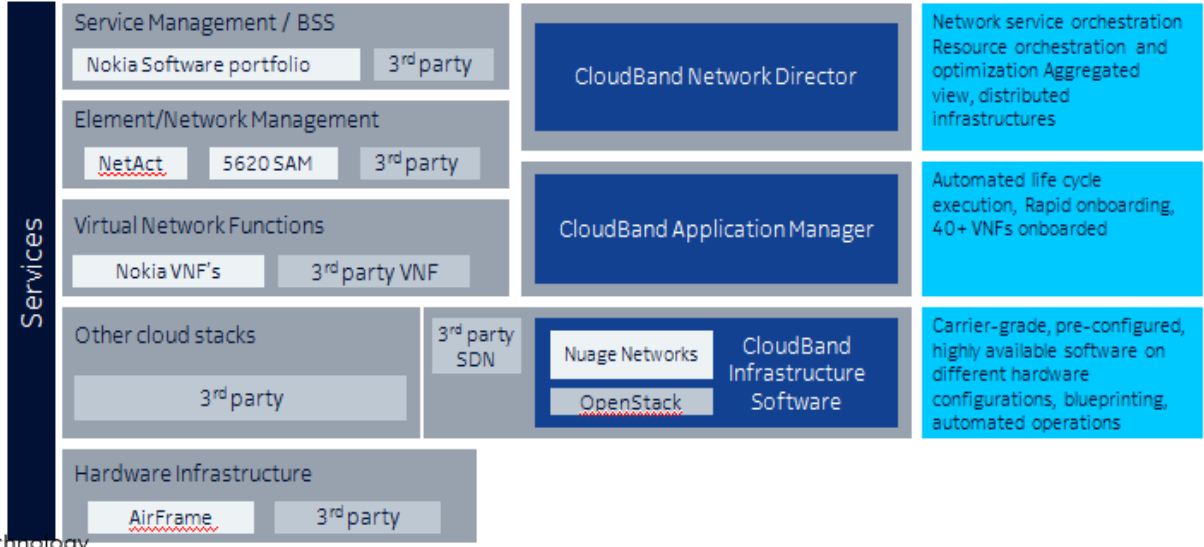 Services
Service Management / BSS
Nokia Software portfolio
3rd party
Element/Network Management
NetAct
5620 SAM
3rd party
Virtual Network Functions
Nokia VNF's
3rd party VNF
Other cloud stacks
3rd party
3rd party
SDN
Hardware Infrastructure
AirFrame
3rd party
CloudBand Network Director
CloudBand Application Manager
Nuage Networks
OpenStack
CloudBand
Infrastructure
Software
Network service orchestration
Resource orchestration and
optimization Aggregated
view, distributed
infrastructures
Automated life cycle
execution, Rapid onboarding,
40+ VNFs onboarded
Carrier-grade, pre-configured,
highly available software on
different hardware
configurations, blueprinting,
automated operations